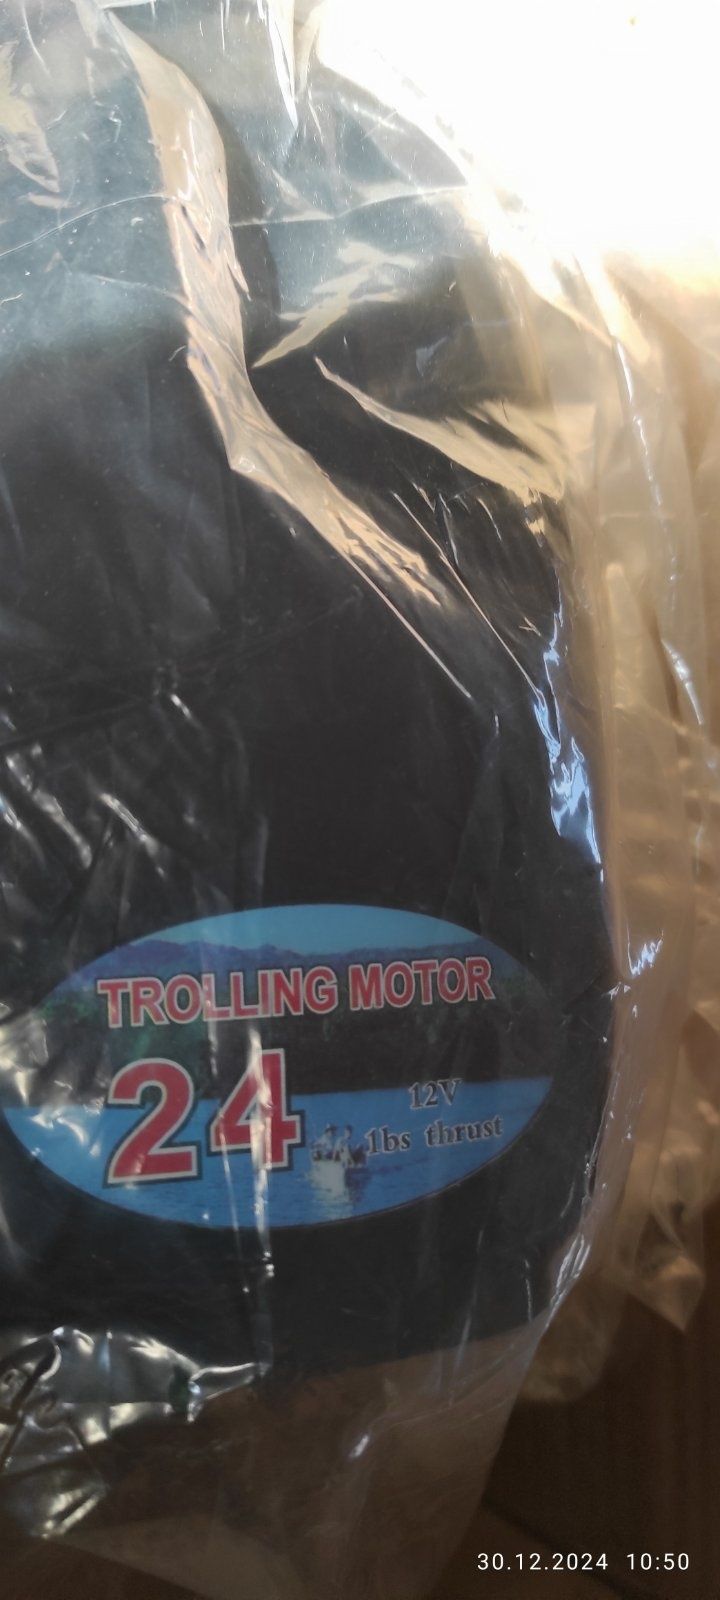 TROLLING MOTOR
24
12V
1bs thrust
30.12.2024 10:50